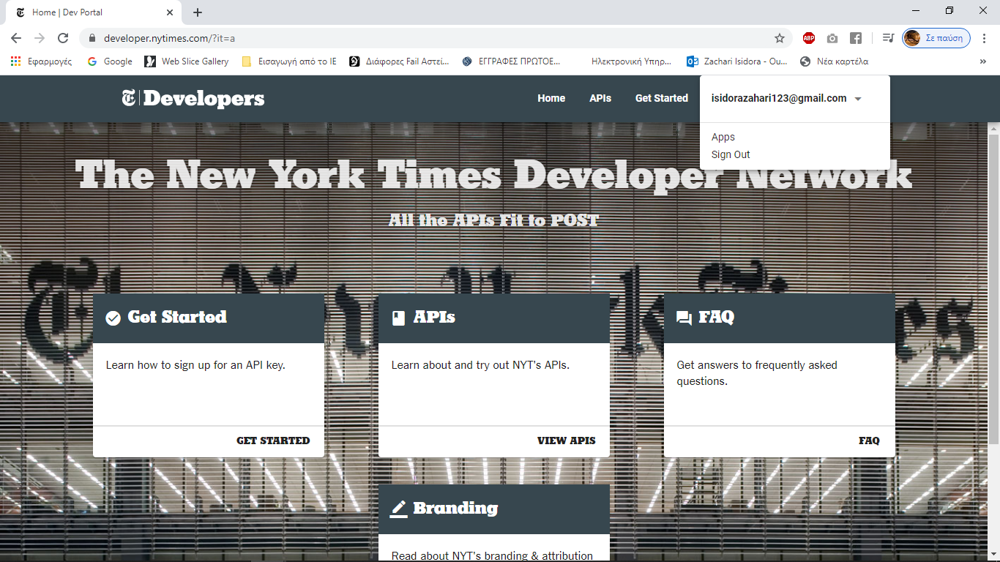 Home | Dev Portal
developer.nytimes.com/?it=a
ABP
Σε παύση
Εφαρμογές
Google
Web Slice Gallery
Εισαγωγή από το IE
Διάφορες Fail Αστεί...
ΕΓΓΡΑΦΕΣ ΠΡΩΤΟΕ...
Ηλεκτρονική Υπηρ...
Zachari Isidora - Ou...
Νέα καρτέλα
»
T | Developers
Home
APIs
Get Started
isidorazahari123@gmail.com
Apps
Sign Out
The New York Times Developer Network
All the APIs Fit to POST
Get Started
Learn how to sign up for an API key.
GET STARTED
APIs
Learn about and try out NYT's APIs.
VIEW APIS
FAQ
Get answers to frequently asked
questions.
FAQ
Branding
Read about NYT's branding & attribution